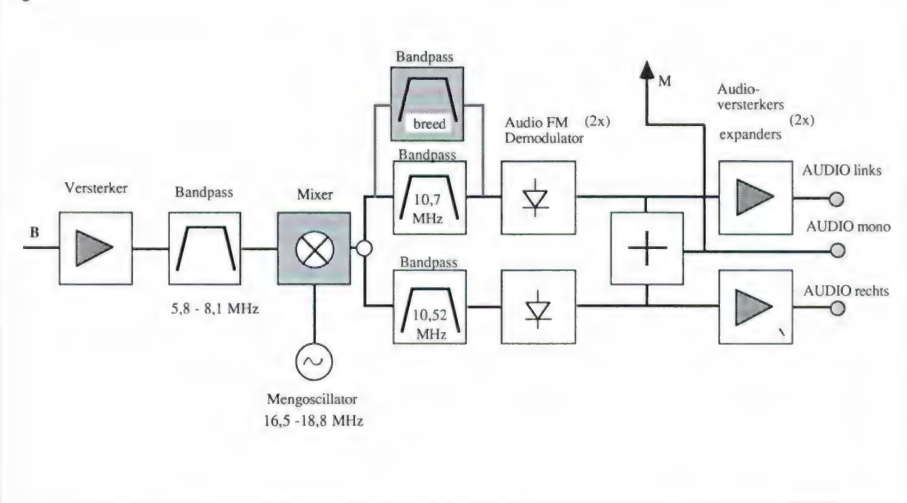 Bandpass
breed
M
Audio-
versterkers
(2x)
expanders
Audio FM (2x)
Demodulator
Bandpass
10,7
MHz
AUDIO links
Versterker
Bandpass
Mixer
B
AUDIO mono
5,8 - 8,1 MHz
Bandpass
10,52
MHz
AUDIO rechts
Mengoscillator
16,5 -18,8 MHz